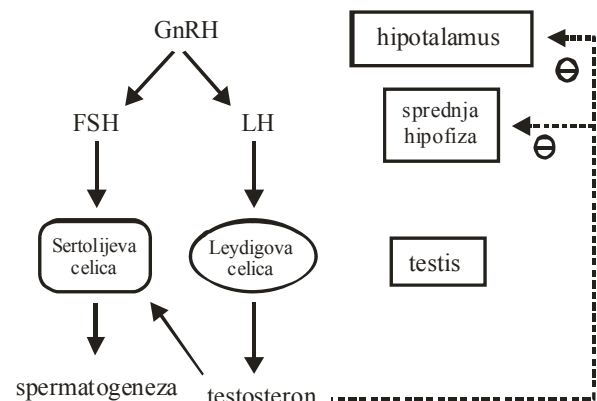 GnRH
hipotalamus
FSH
LH
sprednja
hipofiza
Sertolijeva
celica
Leydigova
celica
testis
spermatogeneza
testosteron